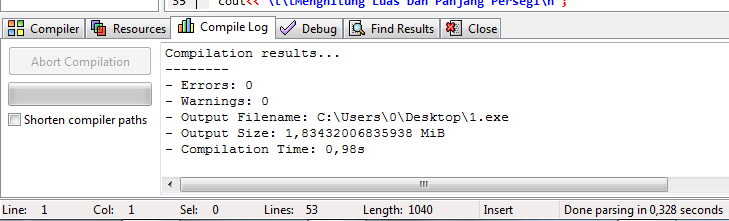 35 cout<< "\t\tMenghitung Luas Dan Panjang Persegi\n";
Compiler Resources Compile Log Debug Find Results Close
Abort Compilation
Shorten compiler paths
Compilation results...
--------
- Errors: 0
- Warnings: 0
- Output Filename: C:\Users\0\Desktop\1.exe
- Output Size: 1,83432006835938 MiB
- Compilation Time: 0,98s
Line: 1 Col: 1 Sel: 0 Lines: 53 Length: 1040 Insert Done parsing in 0,328 seconds